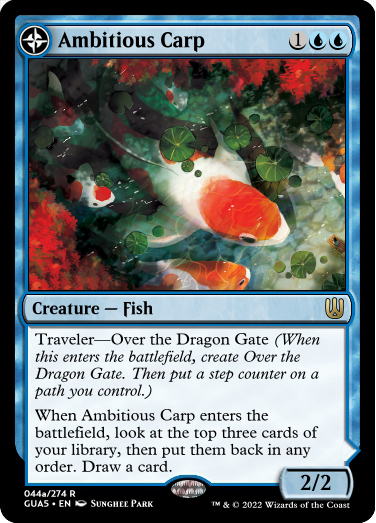 Ambitious Carp 1
Creature — Fish
Traveler—Over the Dragon Gate (When
this enters the battlefield, create Over the
Dragon Gate. Then put a step counter on a
path you control.)
When Ambitious Carp enters the
battlefield, look at the top three cards of
your library, then put them back in any
order. Draw a card.
2/2
044a/274 R
GUA5 • EN Sunghee Park ™ & © 2022 Wizards of the Coast